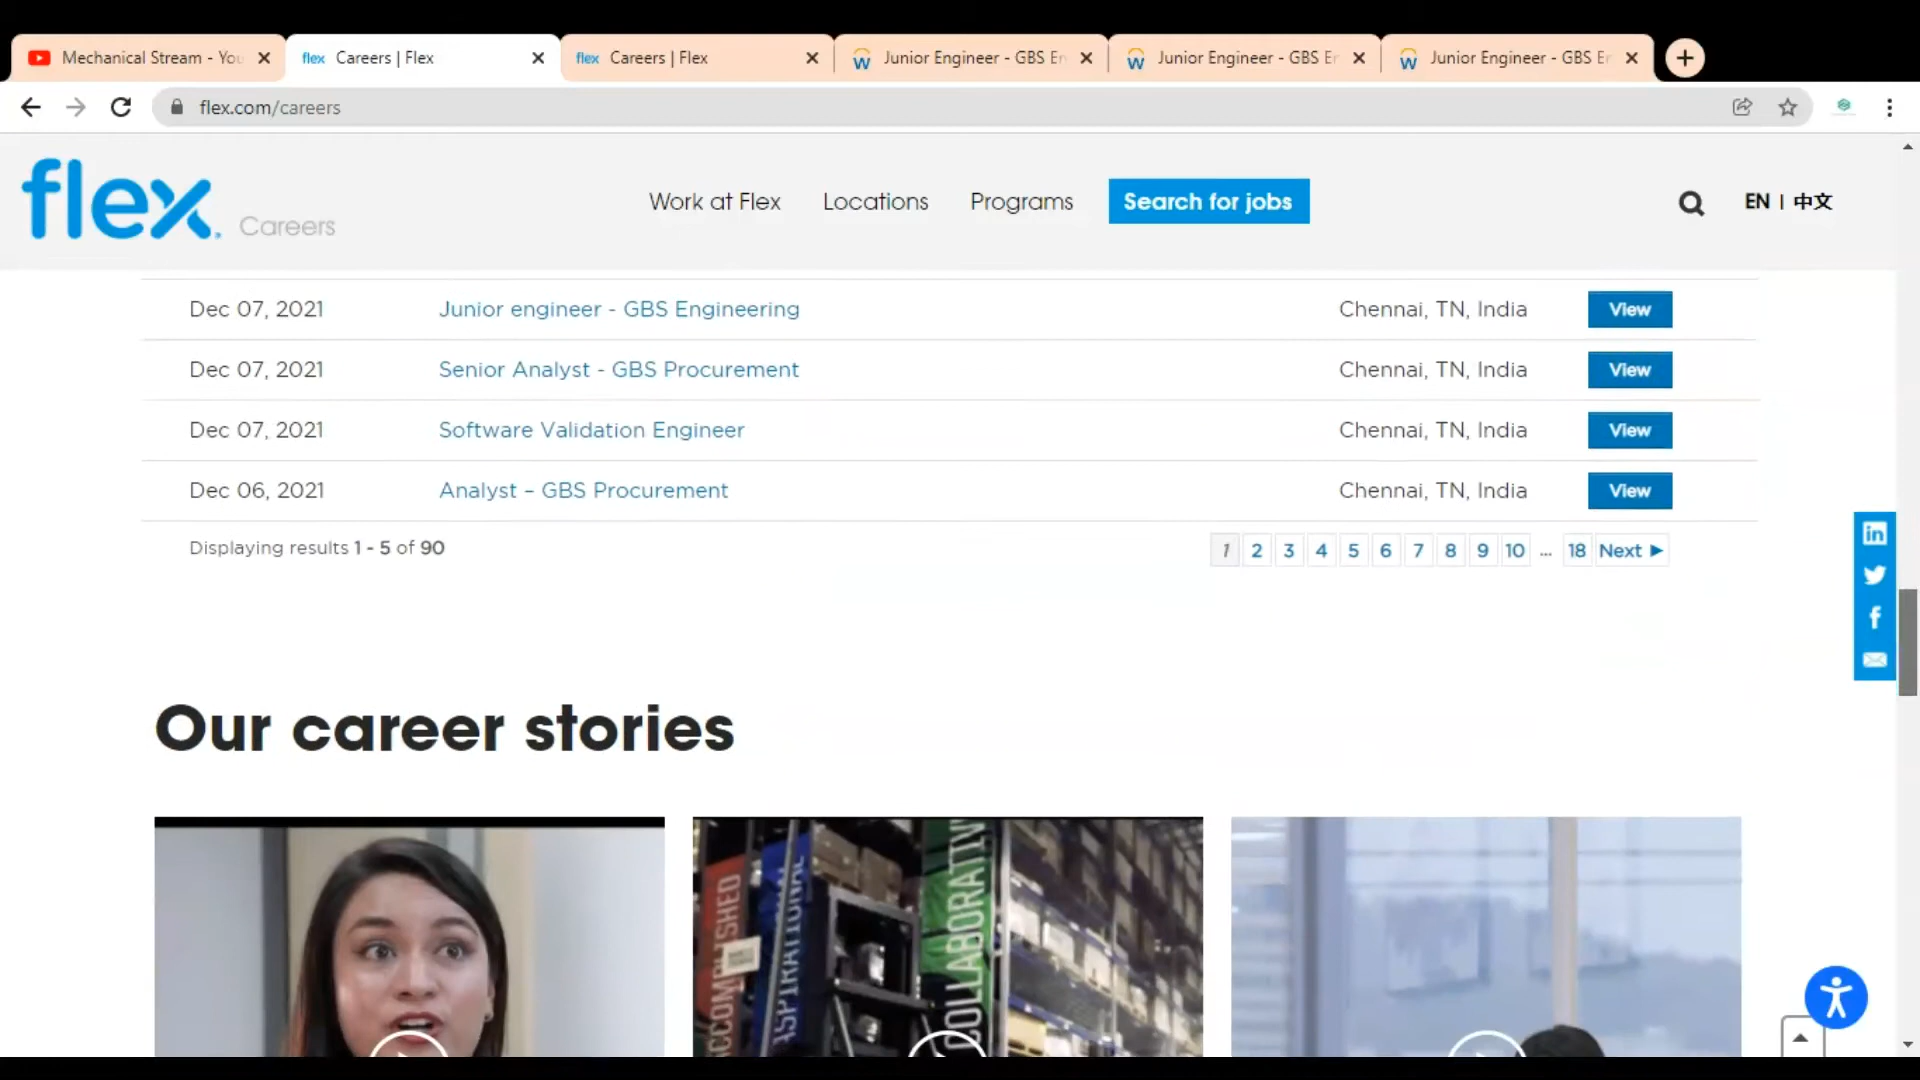 Mechanical Stream - You
Careers | Flex
Careers | Flex
Junior Engineer - GBS En
Junior Engineer - GBS Er
Junior Engineer - GBS Er
flex.com/careers
flex. Careers
Work at Flex
Locations
Programs
Search for jobs
EN | 中文
Dec 07, 2021 Junior engineer - GBS Engineering Chennai, TN, India View
Dec 07, 2021 Senior Analyst - GBS Procurement Chennai, TN, India View
Dec 07, 2021 Software Validation Engineer Chennai, TN, India View
Dec 06, 2021 Analyst – GBS Procurement Chennai, TN, India View
Displaying results 1 - 5 of 90
1 2 3 4 5 6 7 8 9 10 ... 18 Next ►
Our career stories
ACCOMPLISHED
INSPIRATIONAL
COLLABORATIVE